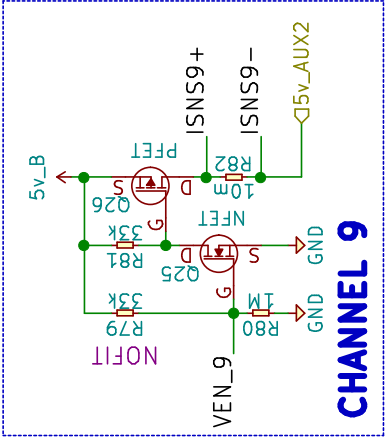 ISNS9+
ISNS9-
5v_AUX2
PFET
R82
10m
5v_B
S
D
Q26
G
33k
R81
NFET
D
S
Q25
G
GND
33k
R79
NOFIT
1M
R80
GND
VEN_9
CHANNEL 9